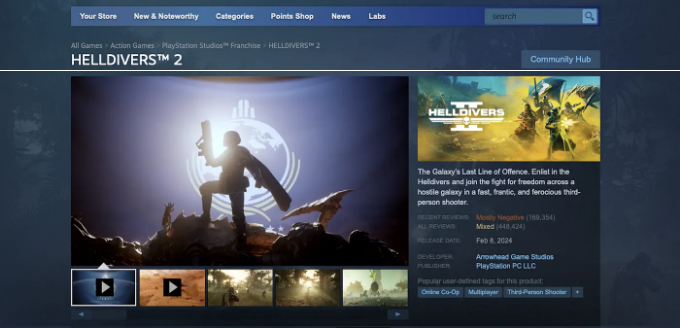 Your Store New & Noteworthy Categories Points Shop News Labs search
All Games > Action Games > PlayStation Studios™ Franchise > HELLDIVERS™ 2
HELLDIVERS™ 2
Community Hub
HELLDIVERS
II
The Galaxy's Last Line of Offence. Enlist in the
Helldivers and join the fight for freedom across a
hostile galaxy in a fast, frantic, and ferocious third-
person shooter.
RECENT REVIEWS: Mostly Negative (169,354)
ALL REVIEWS: Mixed (448,424)
RELEASE DATE: Feb 8, 2024
DEVELOPER: Arrowhead Game Studios
PUBLISHER: PlayStation PC LLC
Popular user-defined tags for this product:
Online Co-Op Multiplayer Third-Person Shooter +